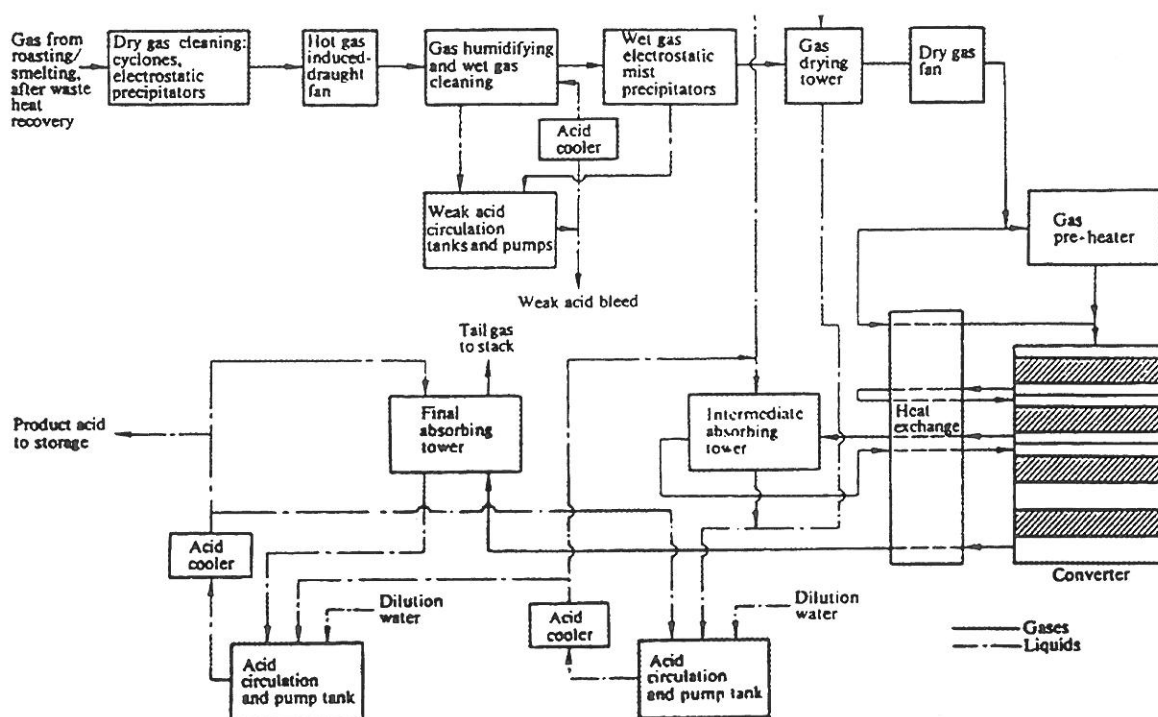 Gas from
roasting/
smelting,
after waste
heat
recovery
Dry gas cleaning:
cyclones,
electrostatic
precipitators
Hot gas
induced-
draught
fan
Gas humidifying
and wet gas
cleaning
Wet gas
electrostatic
mist
precipitators
Gas
drying
tower
Dry gas
fan
Acid
cooler
Weak acid
circulation
tanks and pumps
Weak acid bleed
Gas
pre-heater
Tail gas
to stack
Product acid
to storage
Final
absorbing
tower
Intermediate
absorbing
tower
Heat
exchange
Converter
Acid
cooler
Dilution
water
Acid
circulation
and pump tank
Acid
cooler
Dilution
water
Acid
circulation
and pump tank
Gases
Liquids